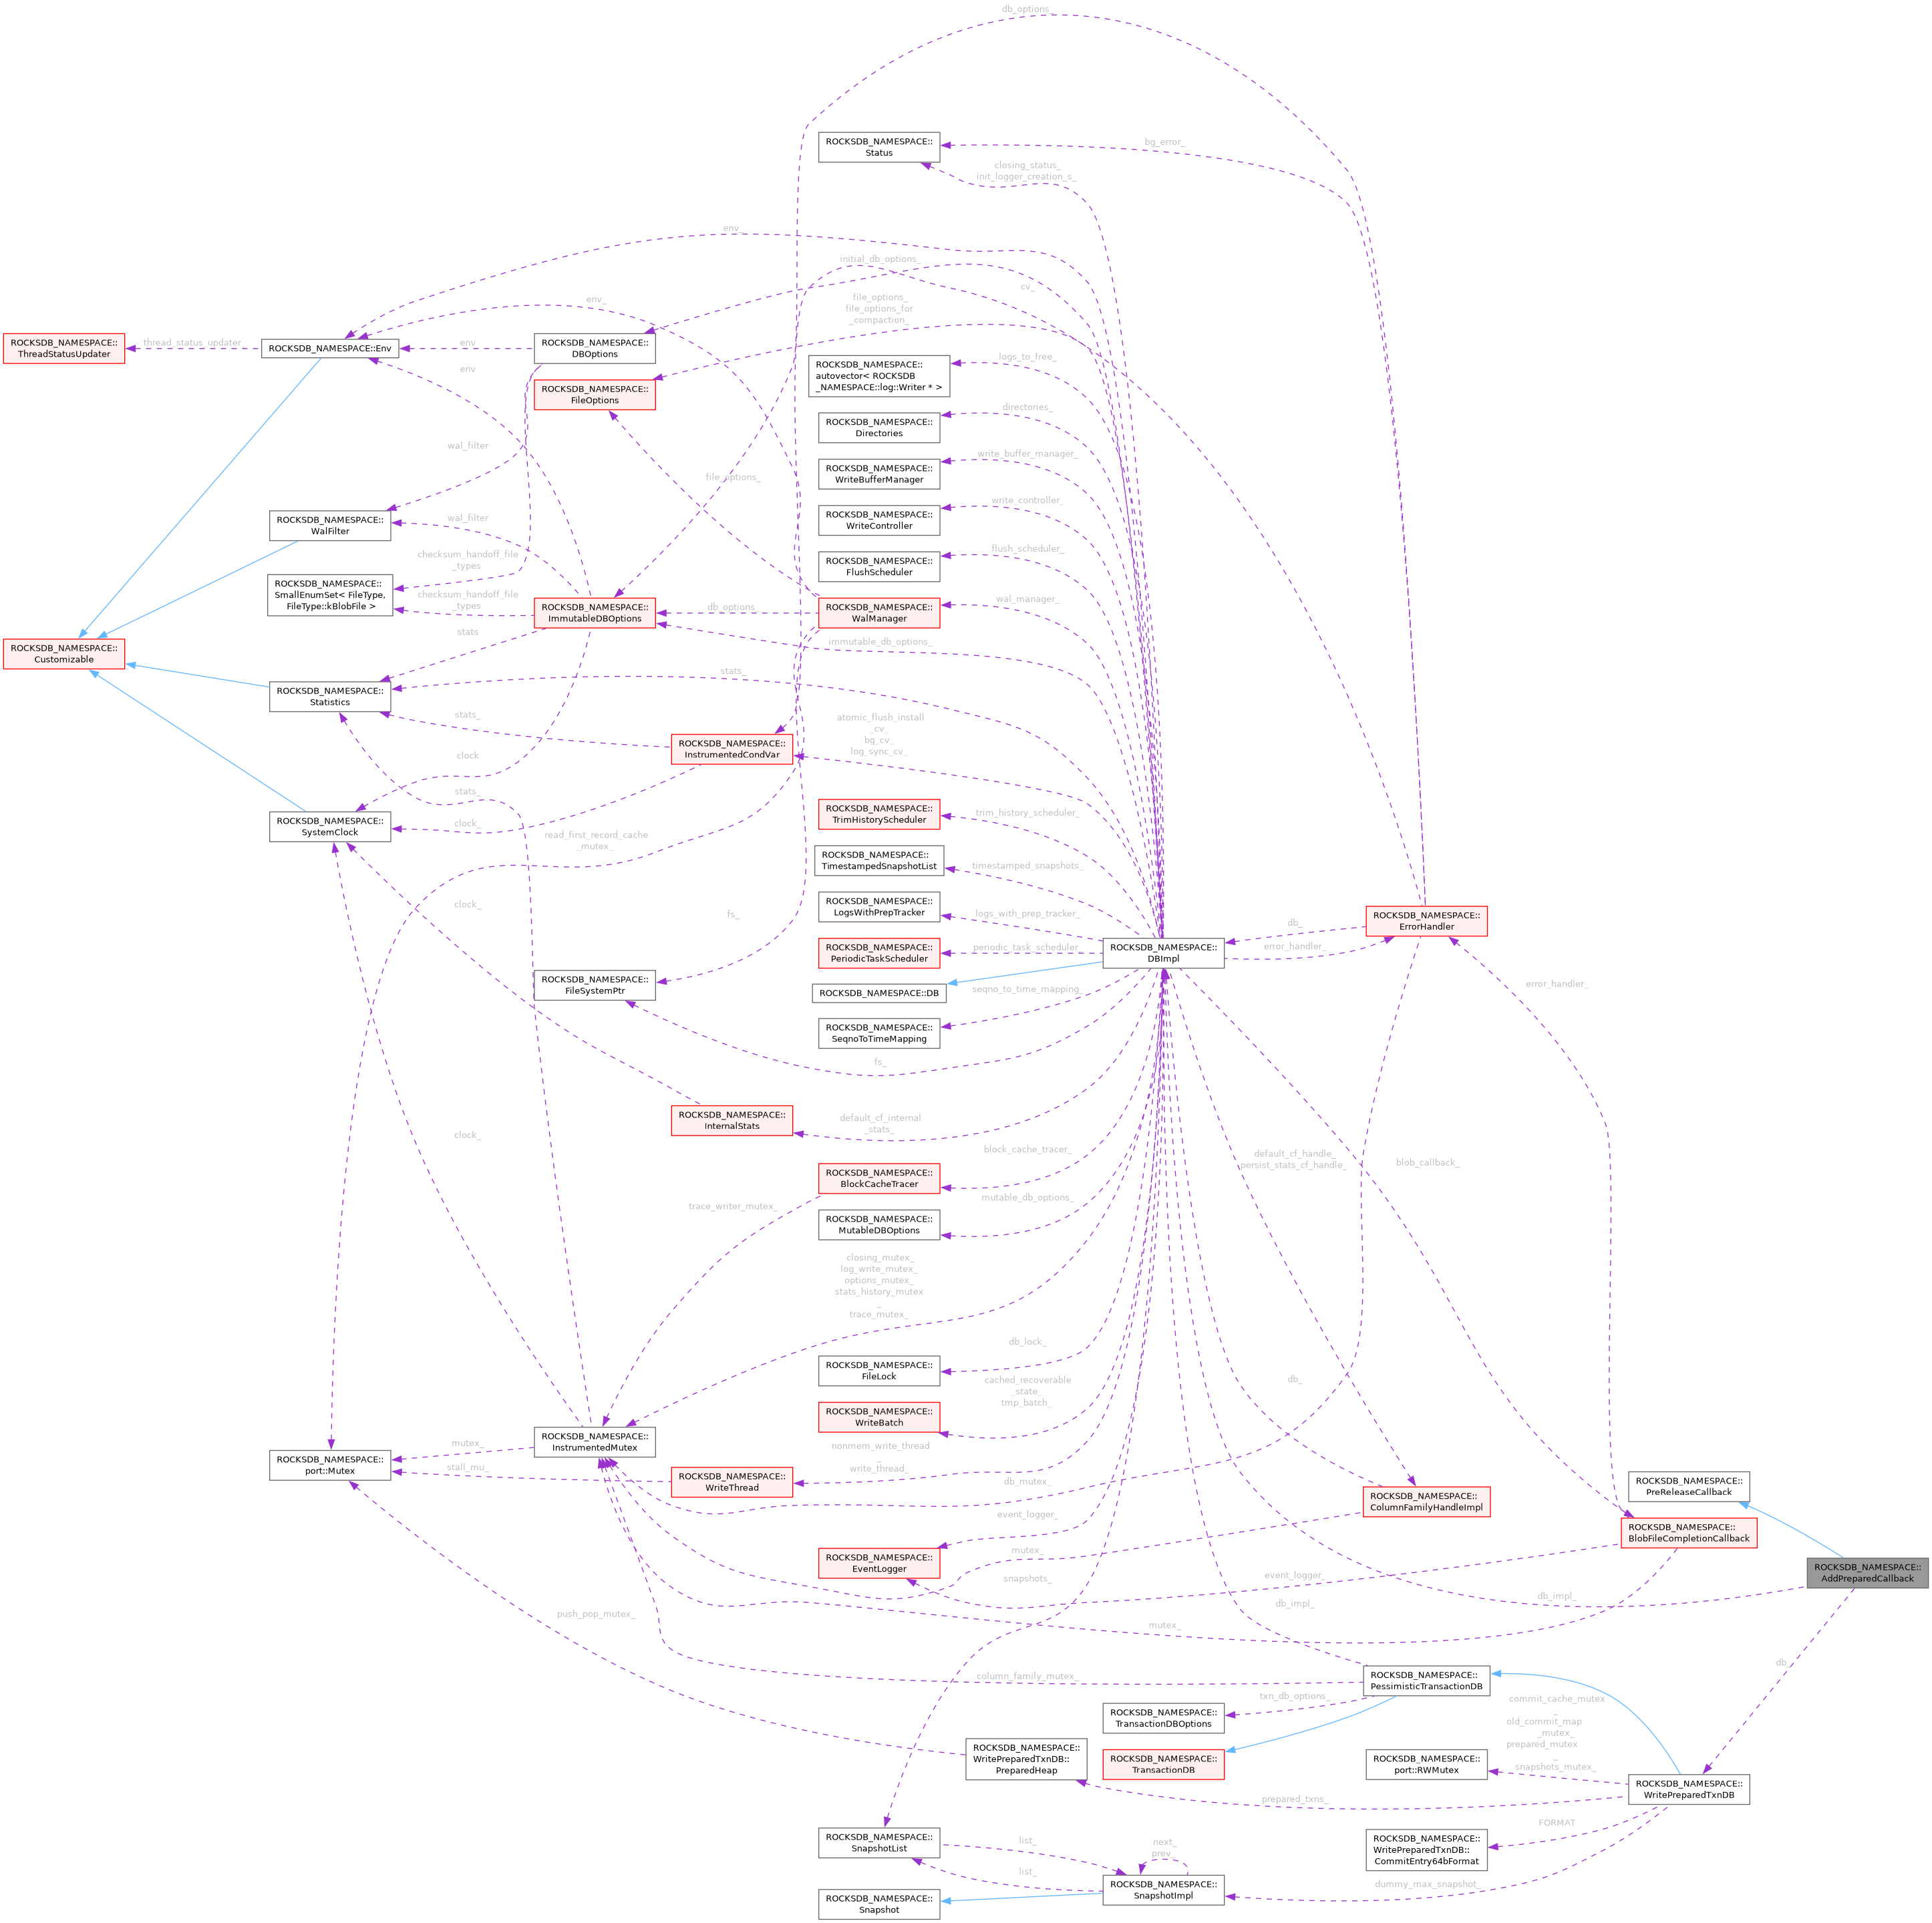 db_options_
ROCKSDB_NAMESPACE::
Status
bg_error_
closing_status_
init_logger_creation_s_
env_
initial_db_options_
cv_
env_
file_options_
file_options_for
_compaction_
ROCKSDB_NAMESPACE::
ThreadStatusUpdater
thread_status_updater_
ROCKSDB_NAMESPACE::Env
env
ROCKSDB_NAMESPACE::
DBOptions
ROCKSDB_NAMESPACE::
FileOptions
env
ROCKSDB_NAMESPACE::
autovector< ROCKSDB
_NAMESPACE::log::Writer * >
logs_to_free_
ROCKSDB_NAMESPACE::
Directories
directories_
wal_filter
ROCKSDB_NAMESPACE::
WriteBufferManager
write_buffer_manager_
file_options_
ROCKSDB_NAMESPACE::
WalFilter
wal_filter
ROCKSDB_NAMESPACE::
WriteController
write_controller_
checksum_handoff_file
_types
ROCKSDB_NAMESPACE::
FlushScheduler
flush_scheduler_
ROCKSDB_NAMESPACE::
SmallEnumSet< FileType,
FileType::kBlobFile >
checksum_handoff_file
_types
ROCKSDB_NAMESPACE::
ImmutableDBOptions
db_options_
ROCKSDB_NAMESPACE::
WalManager
wal_manager_
stats
immutable_db_options_
ROCKSDB_NAMESPACE::
Customizable
stats_
ROCKSDB_NAMESPACE::
Statistics
stats_
atomic_flush_install
_cv_
bg_cv_
log_sync_cv_
ROCKSDB_NAMESPACE::
InstrumentedCondVar
clock
stats_
ROCKSDB_NAMESPACE::
SystemClock
clock_
read_first_record_cache
_mutex_
ROCKSDB_NAMESPACE::
TrimHistoryScheduler
trim_history_scheduler_
ROCKSDB_NAMESPACE::
TimestampedSnapshotList
timestamped_snapshots_
clock_
fs_
ROCKSDB_NAMESPACE::
LogsWithPrepTracker
logs_with_prep_tracker_
ROCKSDB_NAMESPACE::
PeriodicTaskScheduler
periodic_task_scheduler_
ROCKSDB_NAMESPACE::
DBImpl
db_
error_handler_
ROCKSDB_NAMESPACE::
ErrorHandler
error_handler_
ROCKSDB_NAMESPACE::
FileSystemPtr
ROCKSDB_NAMESPACE::DB
seqno_to_time_mapping_
ROCKSDB_NAMESPACE::
SeqnoToTimeMapping
fs_
ROCKSDB_NAMESPACE::
InternalStats
default_cf_internal
_stats_
clock_
block_cache_tracer_
ROCKSDB_NAMESPACE::
BlockCacheTracer
default_cf_handle_
persist_stats_cf_handle_
blob_callback_
trace_writer_mutex_
mutable_db_options_
ROCKSDB_NAMESPACE::
MutableDBOptions
closing_mutex_
log_write_mutex_
options_mutex_
stats_history_mutex
_
trace_mutex_
db_lock_
ROCKSDB_NAMESPACE::
FileLock
db_
cached_recoverable
_state_
tmp_batch_
ROCKSDB_NAMESPACE::
WriteBatch
ROCKSDB_NAMESPACE::
InstrumentedMutex
mutex_
nonmem_write_thread
_
write_thread_
ROCKSDB_NAMESPACE::
port::Mutex
stall_mu_
ROCKSDB_NAMESPACE::
WriteThread
db_mutex_
ROCKSDB_NAMESPACE::
ColumnFamilyHandleImpl
ROCKSDB_NAMESPACE::
PreReleaseCallback
event_logger_
ROCKSDB_NAMESPACE::
BlobFileCompletionCallback
mutex_
ROCKSDB_NAMESPACE::
EventLogger
snapshots_
event_logger_
ROCKSDB_NAMESPACE::
AddPreparedCallback
db_impl_
db_impl_
push_pop_mutex_
mutex_
column_family_mutex_
ROCKSDB_NAMESPACE::
PessimisticTransactionDB
db_
txn_db_options_
ROCKSDB_NAMESPACE::
TransactionDBOptions
commit_cache_mutex
_
old_commit_map
_mutex_
prepared_mutex
_
snapshots_mutex_
ROCKSDB_NAMESPACE::
WritePreparedTxnDB::
PreparedHeap
ROCKSDB_NAMESPACE::
TransactionDB
ROCKSDB_NAMESPACE::
port::RWMutex
ROCKSDB_NAMESPACE::
WritePreparedTxnDB
prepared_txns_
FORMAT
ROCKSDB_NAMESPACE::
SnapshotList
list_
next_
prev_
ROCKSDB_NAMESPACE::
WritePreparedTxnDB::
CommitEntry64bFormat
list_
ROCKSDB_NAMESPACE::
SnapshotImpl
dummy_max_snapshot_
ROCKSDB_NAMESPACE::
Snapshot